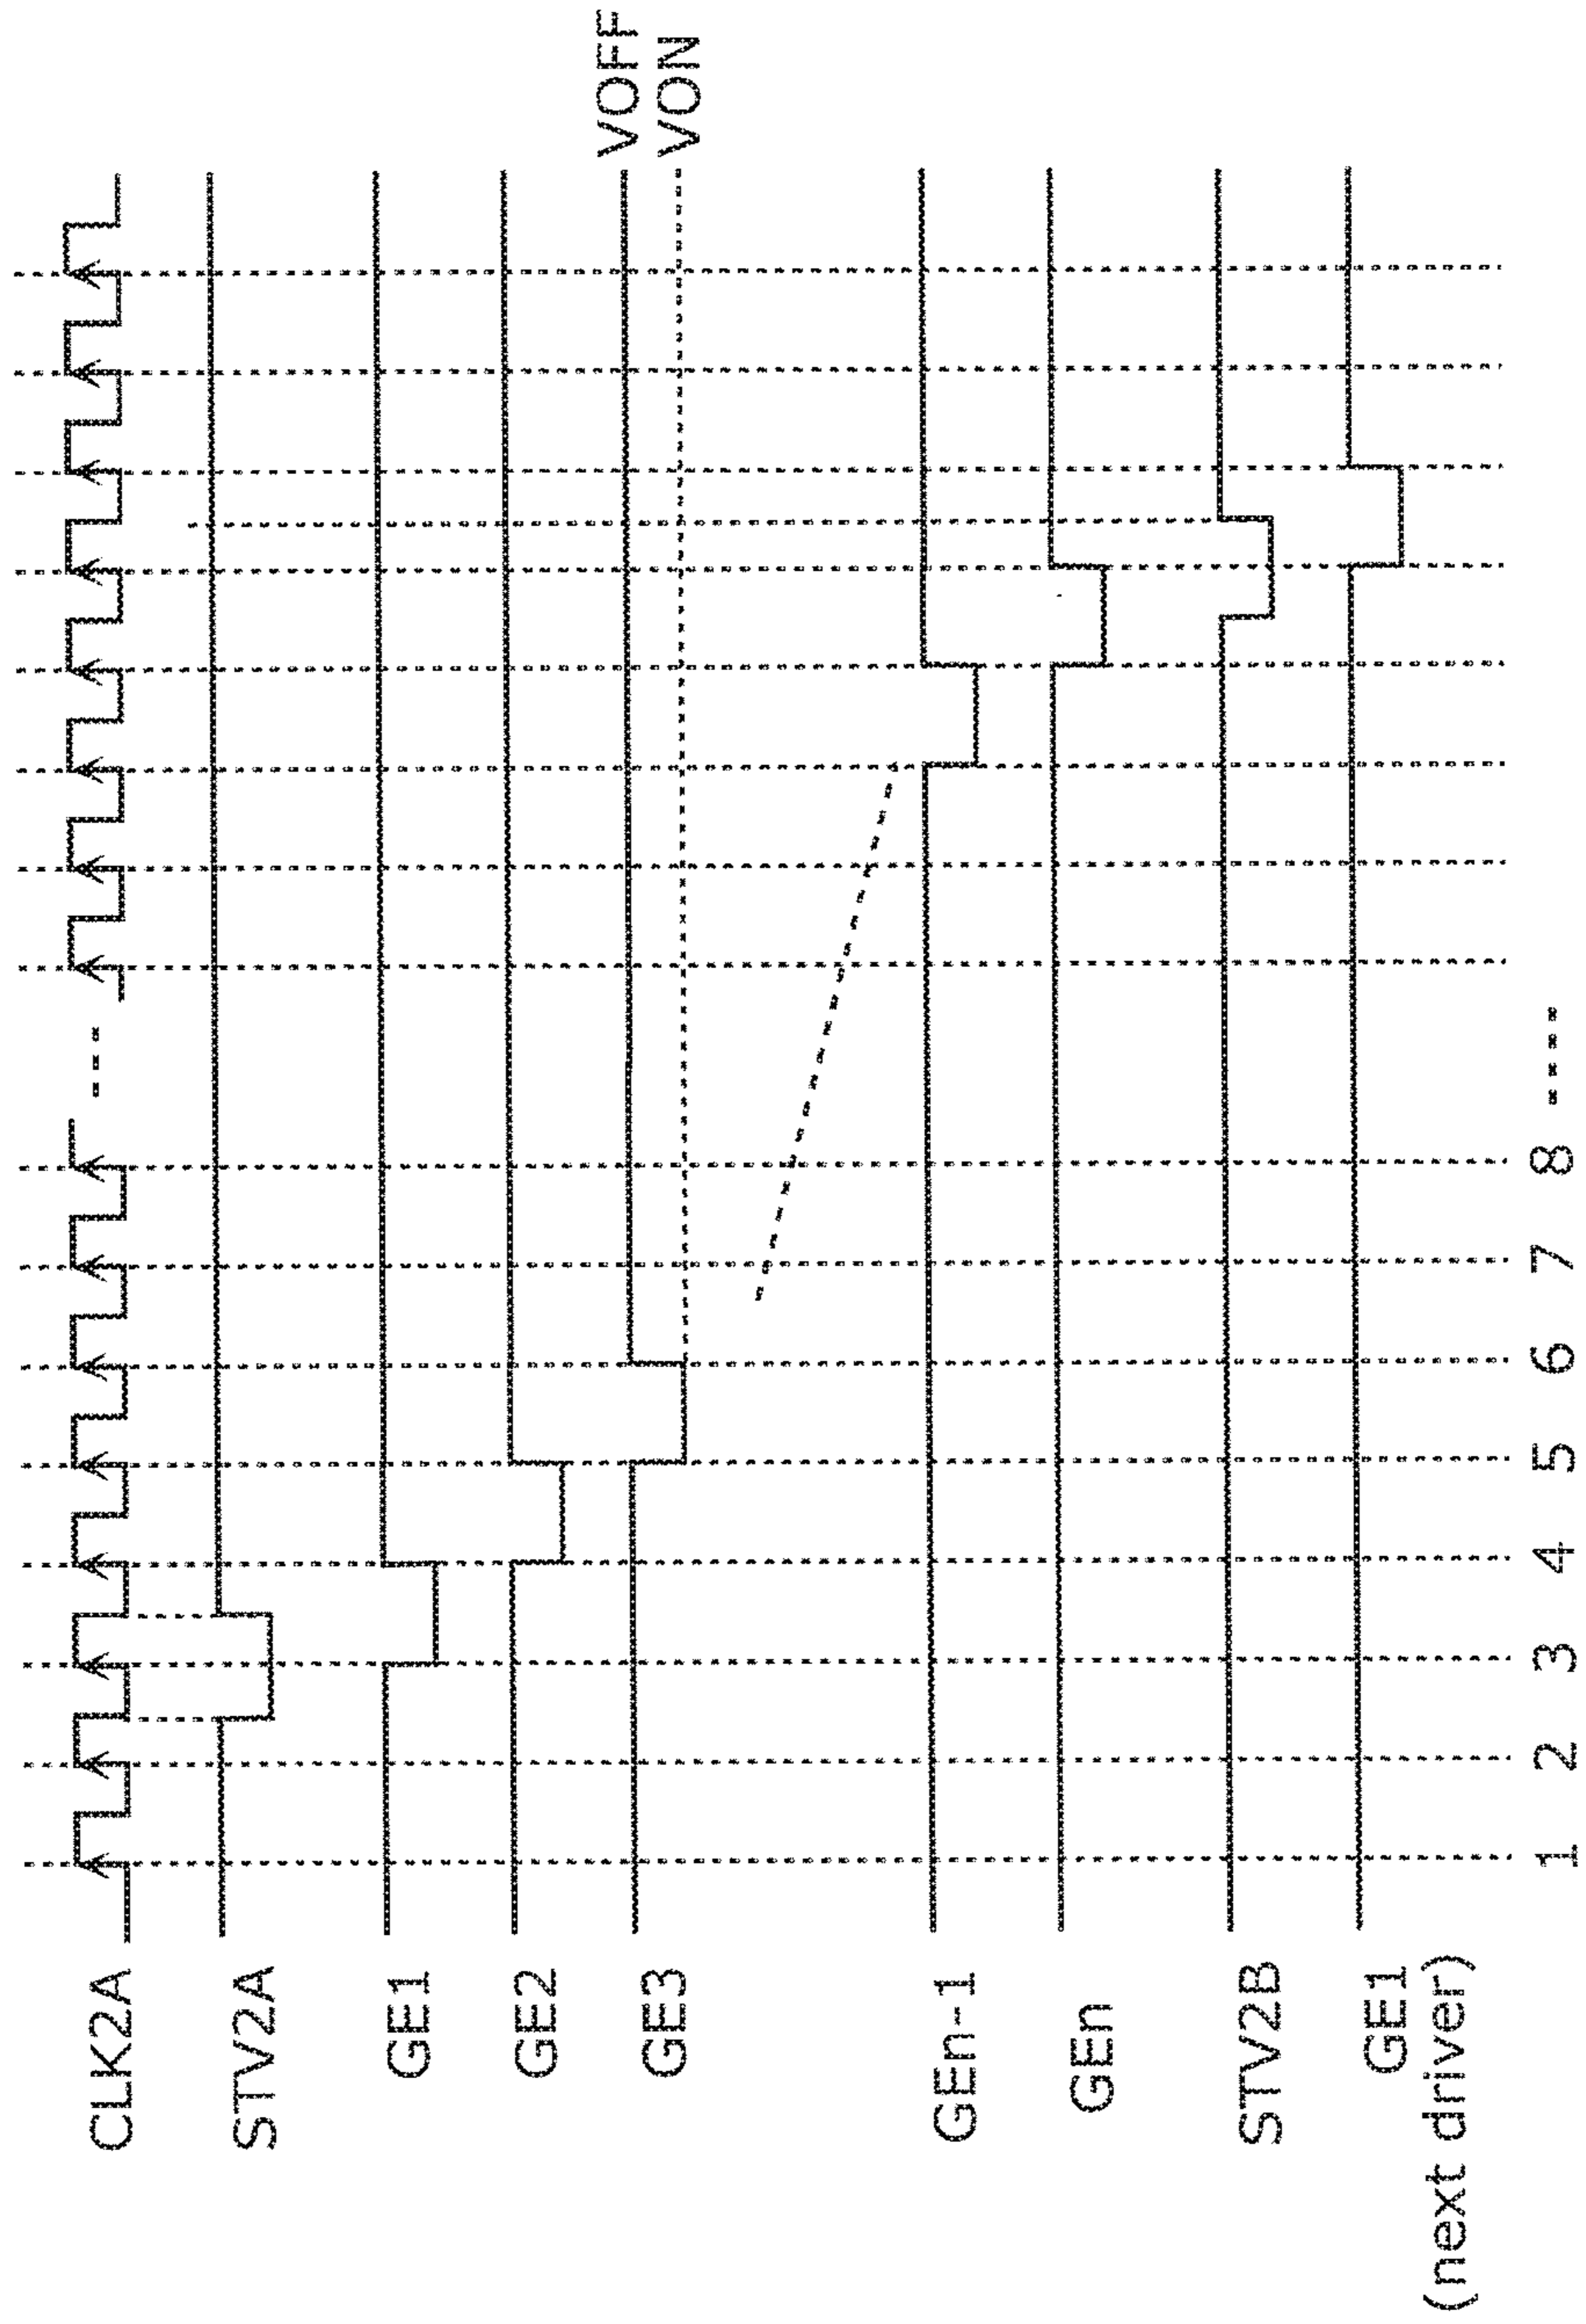 CLK2A
STV2A
GE1
GE2
GE3
VOFF
VON
GEn-1
GEn
STV2B
GE1
(next driver)
1 2 3 4 5 6 7 8